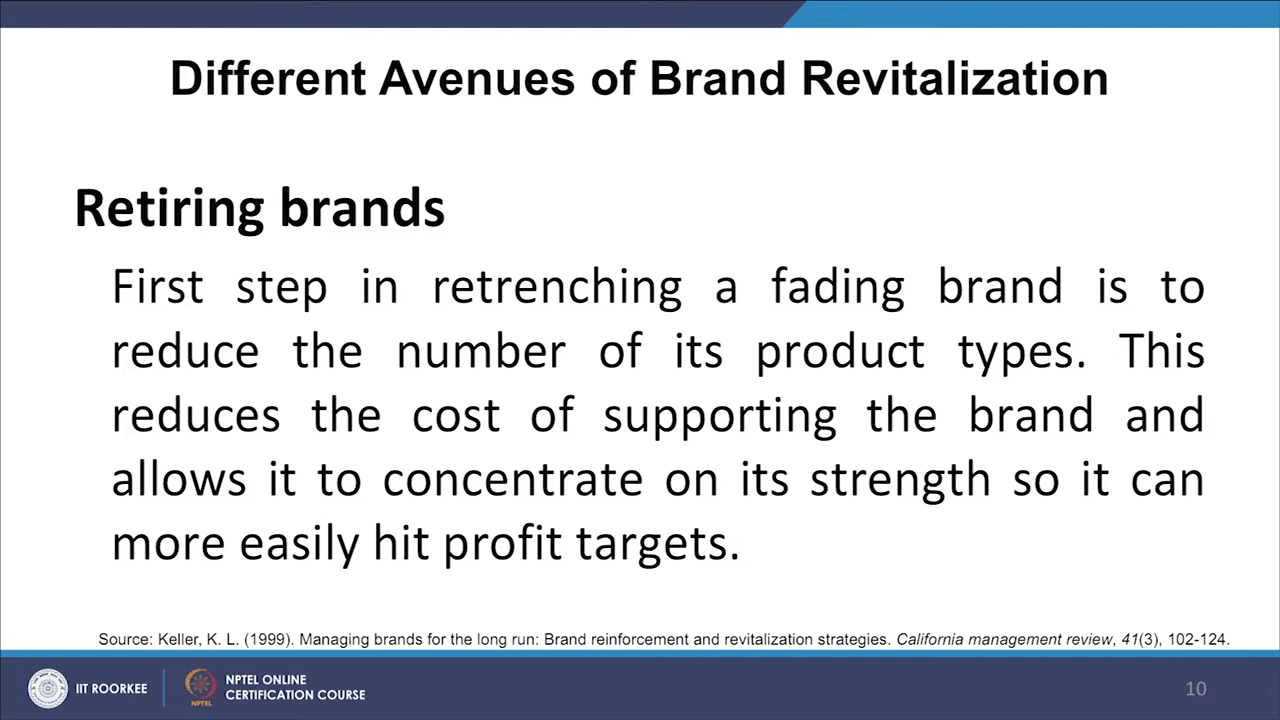 Different Avenues of Brand Revitalization
Retiring brands
First step in retrenching a fading brand is to
reduce the number of its product types. This
reduces the cost of supporting the brand and
allows it to concentrate on its strength so it can
more easily hit profit targets.
Source: Keller, K. L. (1999). Managing brands for the long run: Brand reinforcement and revitalization strategies. California management review, 41(3), 102-124.
IIT ROORKEE
NPTEL
NPTEL ONLINE
CERTIFICATION COURSE
10